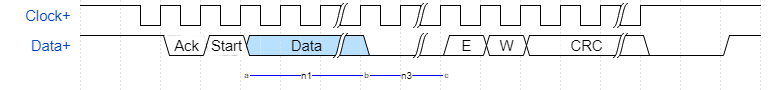 Clock+
Data+ Ack Start Data E W CRC
a n1 b n3 c